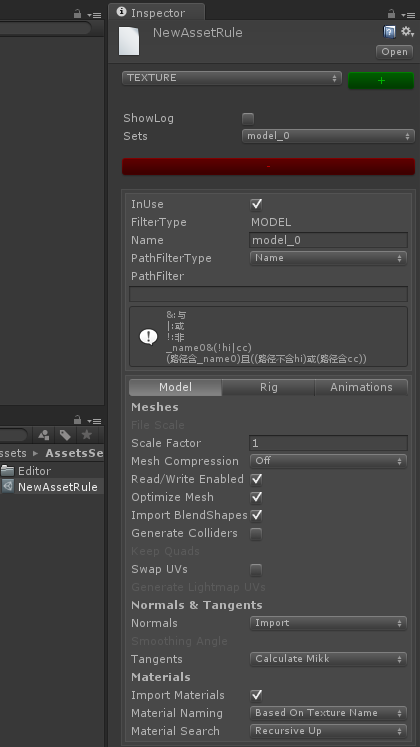 Inspector
NewAssetRule
Open
TEXTURE
+
ShowLog
Sets model_0
-
InUse
FilterType MODEL
Name model_0
PathFilterType Name
PathFilter
&:与
|:或
!:非
_name0&(!hi|cc)
(路径含_name0)且((路径不含hi)或(路径含cc))
Model Rig Animations
Meshes
File Scale
Scale Factor 1
Mesh Compression Off
Read/Write Enabled
Optimize Mesh
Import BlendShapes
Generate Colliders
Keep Quads
Swap UVs
Generate Lightmap UVs
Normals & Tangents
Normals Import
Smoothing Angle
Tangents Calculate Mikk
Materials
Import Materials
Material Naming Based On Texture Name
Material Search Recursive Up
ssets ▸ AssetsSe
Editor
NewAssetRule